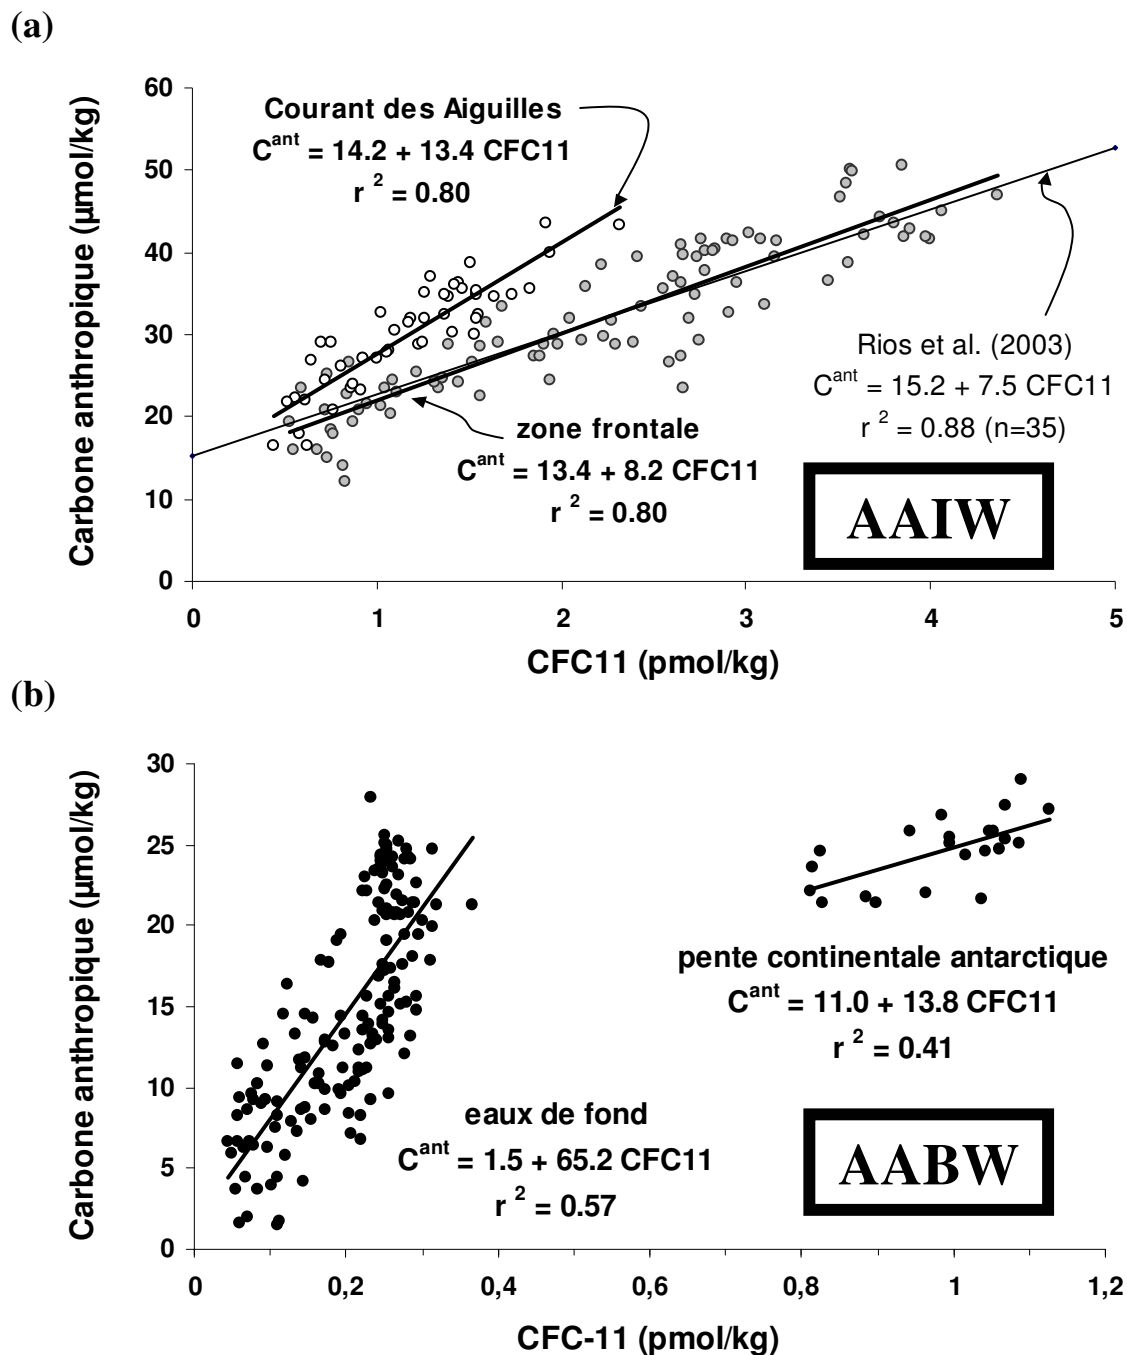 (a)
60
50
40
30
20
10
0
Carbone anthropique (µmol/kg)
Courant des Aiguilles
C^ant = 14.2 + 13.4 CFC11
r ² = 0.80
Rios et al. (2003)
C^ant = 15.2 + 7.5 CFC11
r ² = 0.88 (n=35)
zone frontale
C^ant = 13.4 + 8.2 CFC11
r ² = 0.80
AAIW
0 1 2 3 4 5
CFC11 (pmol/kg)
(b)
30
25
20
15
10
5
0
Carbone anthropique (µmol/kg)
pente continentale antarctique
C^ant = 11.0 + 13.8 CFC11
r ² = 0.41
eaux de fond
C^ant = 1.5 + 65.2 CFC11
r ² = 0.57
AABW
0 0,2 0,4 0,6 0,8 1 1,2
CFC-11 (pmol/kg)